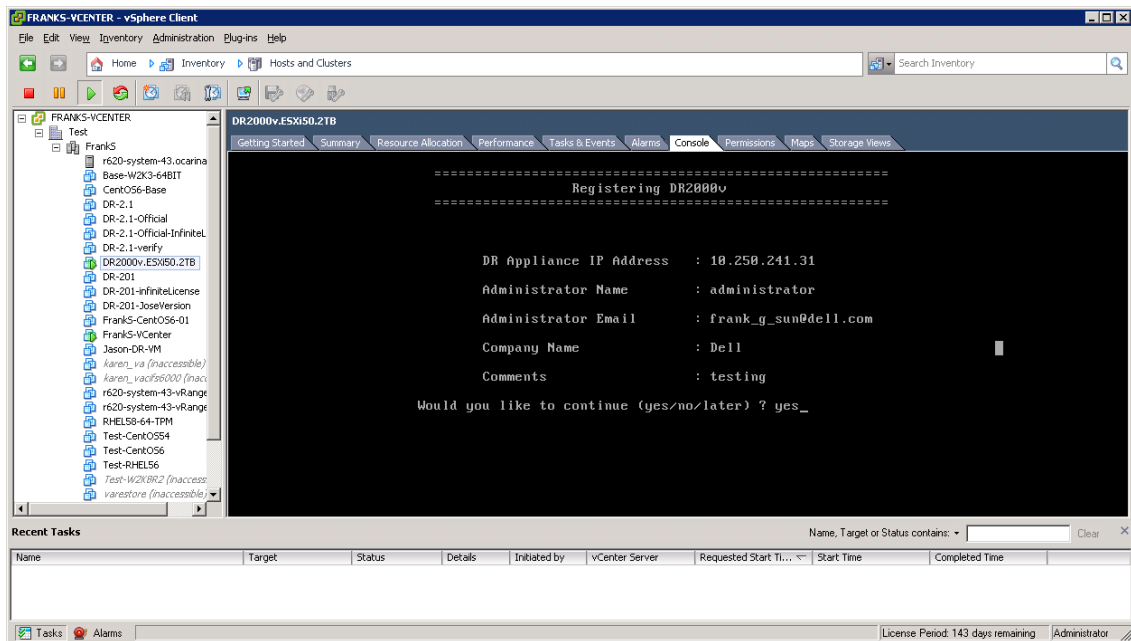 FRANKS-VCENTER - vSphere Client
File Edit View Inventory Administration Plug-ins Help
Home Inventory Hosts and Clusters
Search Inventory
FRANKS-VCENTER
Test
FrankS
r620-system-43.ocarina
Base-W2K3-64BIT
CentOS6-Base
DR-2.1
DR-2.1-Official
DR-2.1-Official-InfiniteL
DR-2.1-verify
DR2000v.ESXi50.2TB
DR-201
DR-201-infiniteLicense
DR-201-JoseVersion
FrankS-CentOS6-01
FrankS-VCenter
Jason-DR-VM
karen_va (inaccessible)
karen_vacifs6000 (inacc
r620-system-43-vRange
r620-system-43-vRange
RHEL58-64-TPM
Test-CentOS54
Test-CentOS6
Test-RHEL56
Test-W2K8R2 (inaccess
varestore (inaccessible)
DR2000v.ESXi50.2TB
Getting Started Summary Resource Allocation Performance Tasks & Events Alarms Console Permissions Maps Storage Views
========================================================
Registering DR2000v
========================================================
DR Appliance IP Address : 10.250.241.31
Administrator Name : administrator
Administrator Email : frank_g_sun@dell.com
Company Name : Dell
Comments : testing
Would you like to continue (yes/no/later) ? yes_
Recent Tasks
Name, Target or Status contains: Clear
Name Target Status Details Initiated by vCenter Server Requested Start Ti... Start Time Completed Time
Tasks Alarms
License Period: 143 days remaining Administrator